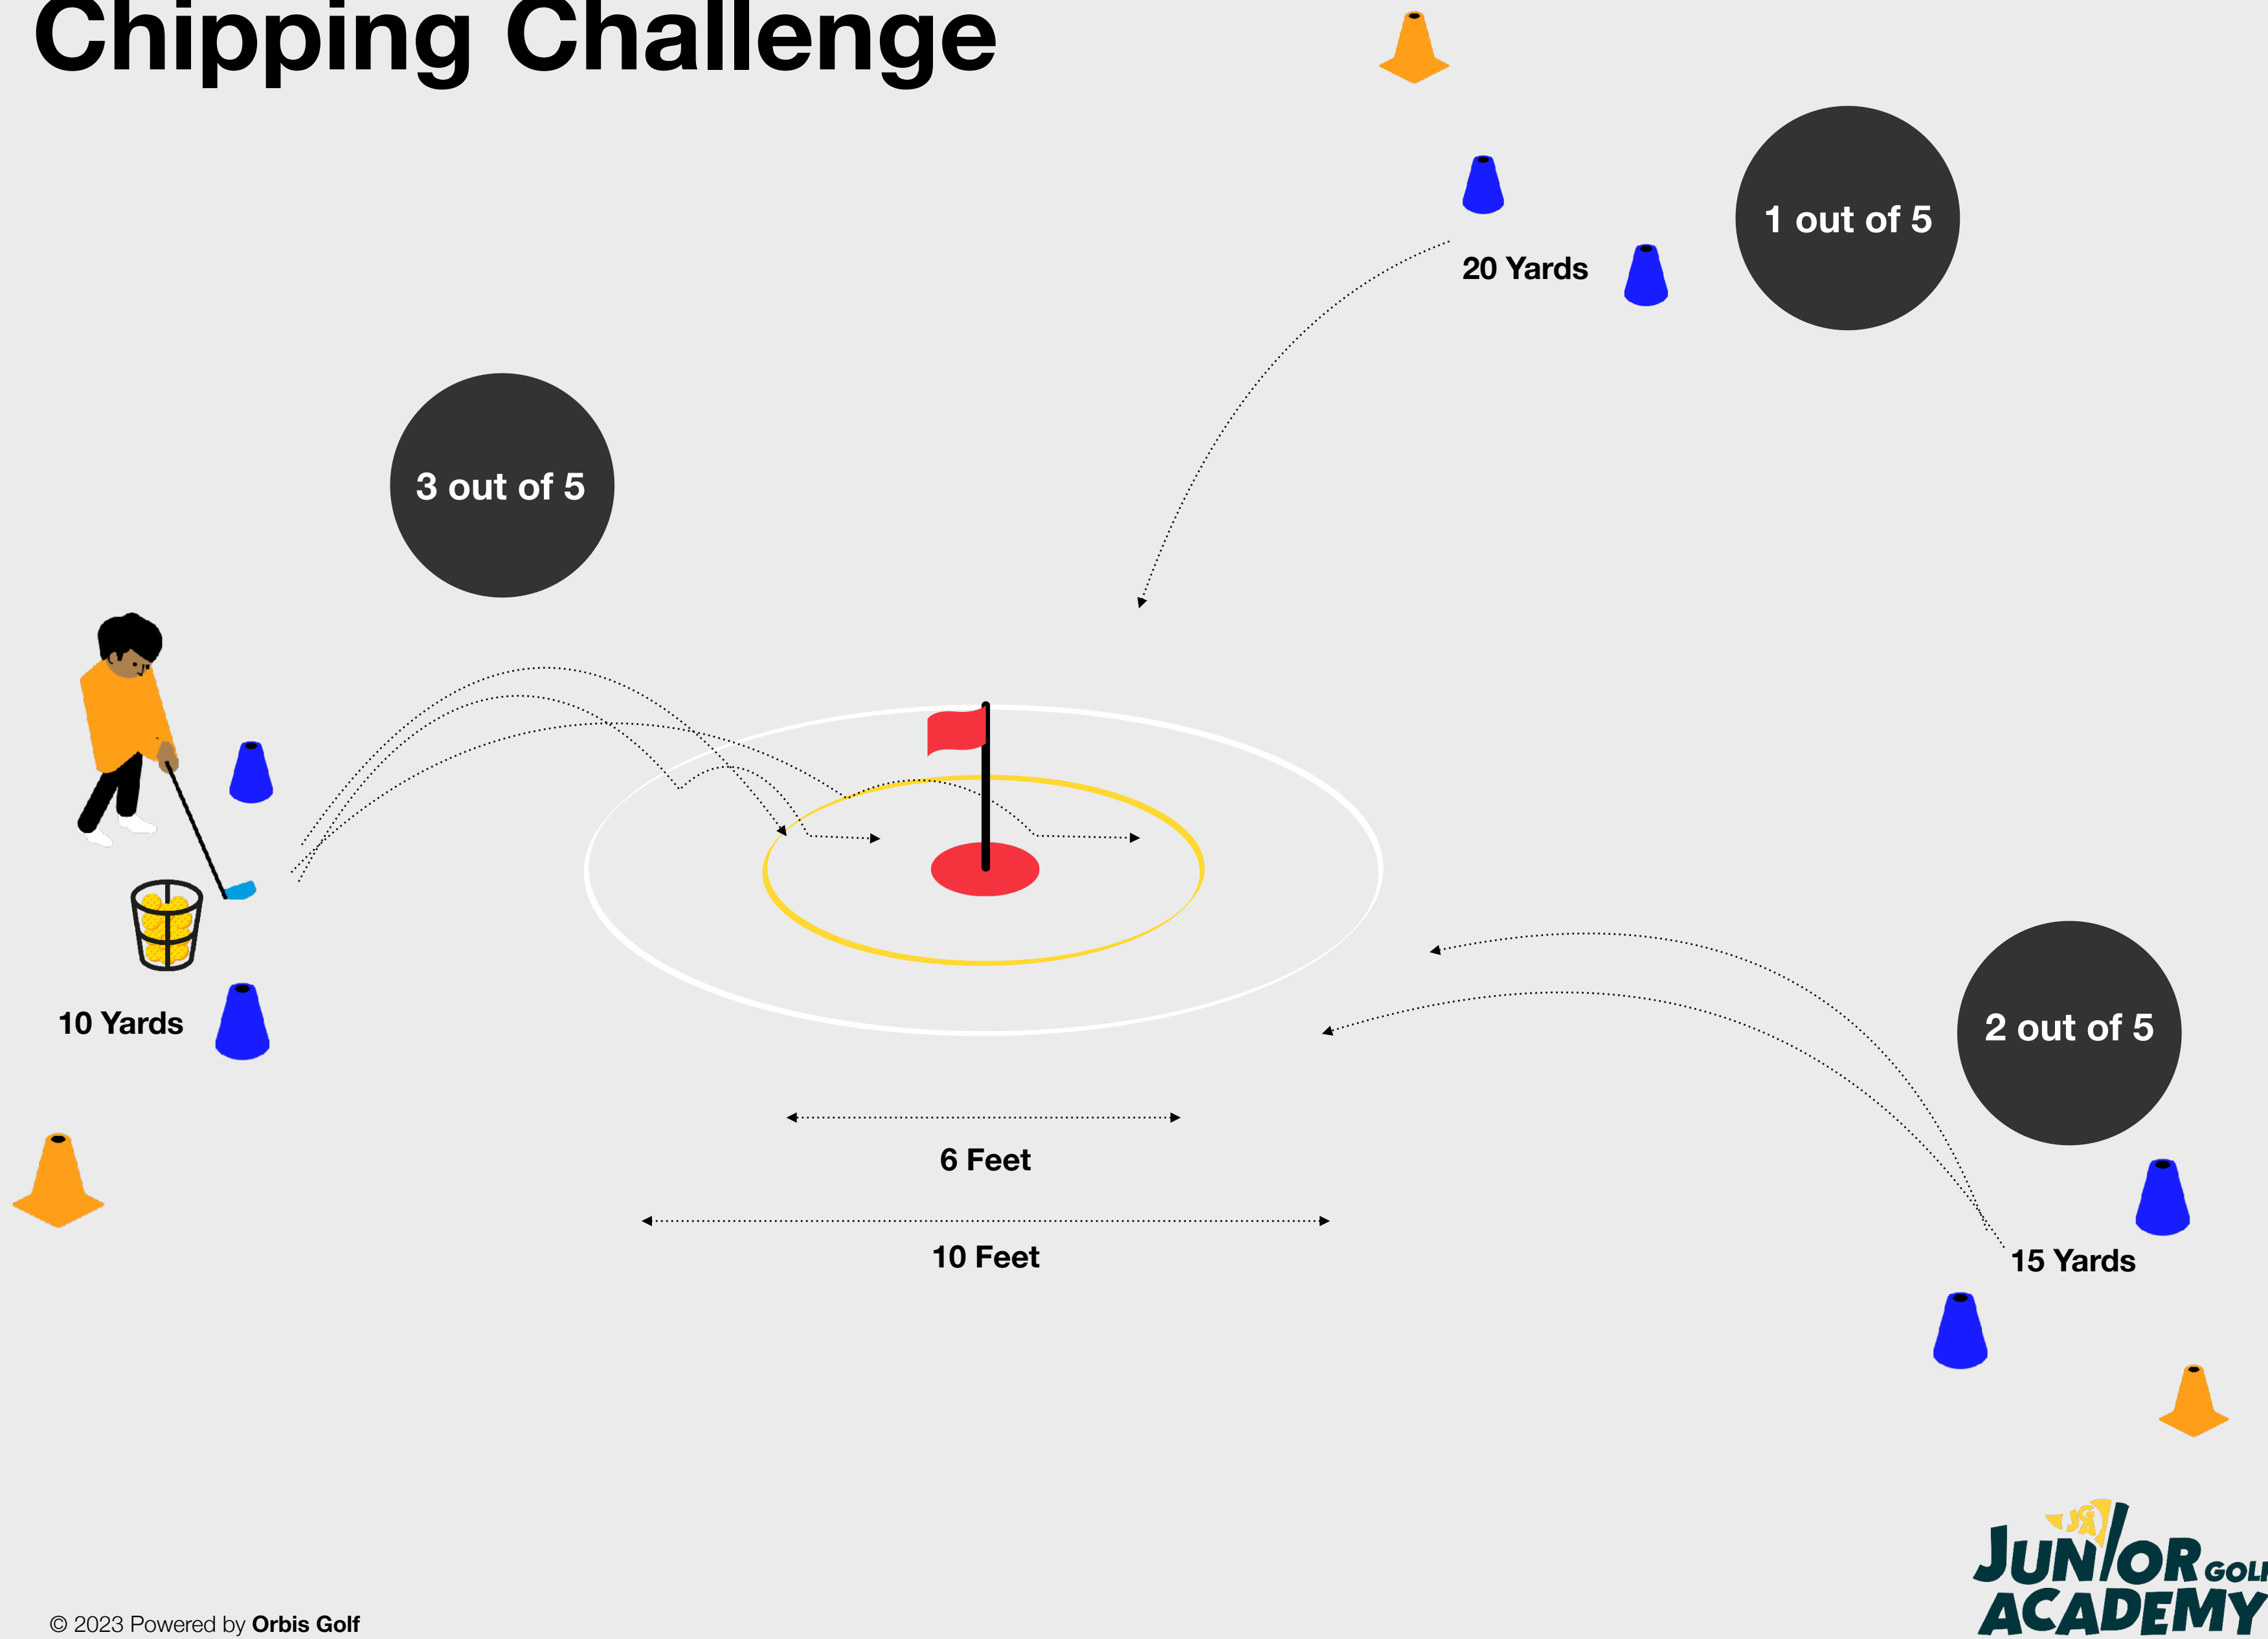 Chipping Challenge
1 out of 5
20 Yards
3 out of 5
10 Yards
2 out of 5
6 Feet
10 Feet
15 Yards
JGA
JUNIOR GOLF
ACADEMY
© 2023 Powered by Orbis Golf